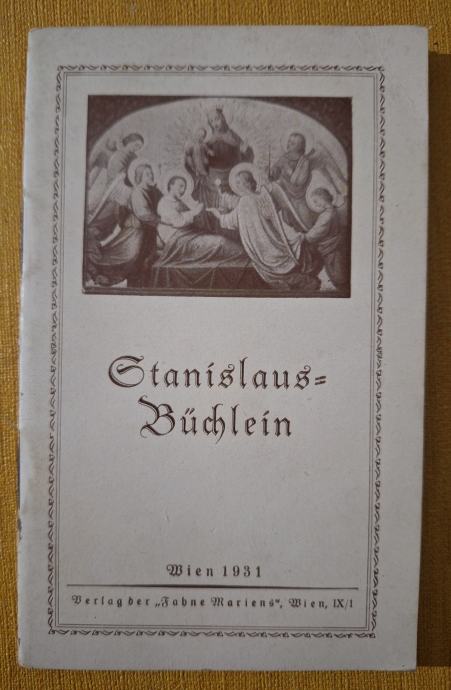 Stanislaus=
Büchlein
Wien 1931
Verlag der „Fahne Mariens“, Wien, IX/1